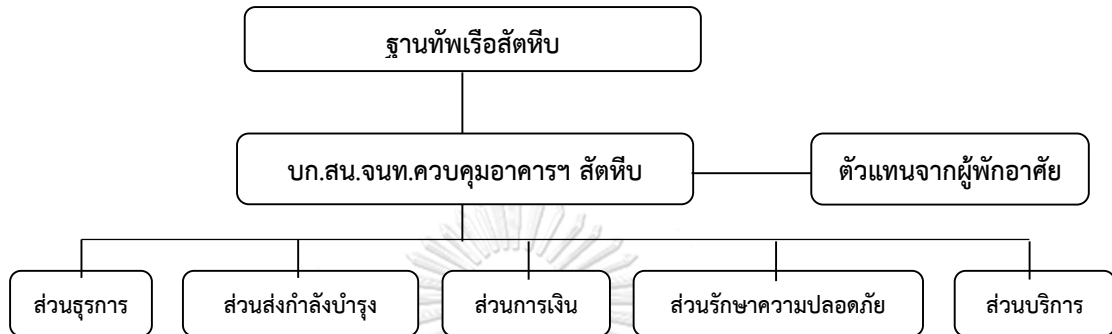 ฐานทัพเรือสัตหีบ
บก.สน.จนท.ควบคุมอาคารฯ สัตหีบ
ตัวแทนจากผู้พักอาศัย
ส่วนธุรการ
ส่วนส่งกำลังบำรุง
ส่วนการเงิน
ส่วนรักษาความปลอดภัย
ส่วนบริการ